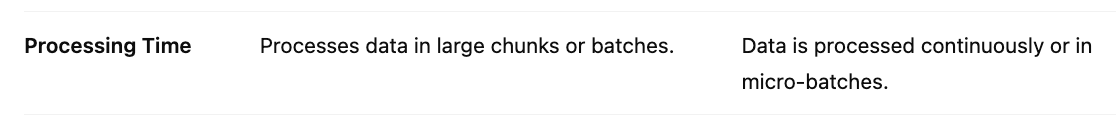 Processing Time
Processes data in large chunks or batches.
Data is processed continuously or in
micro-batches.